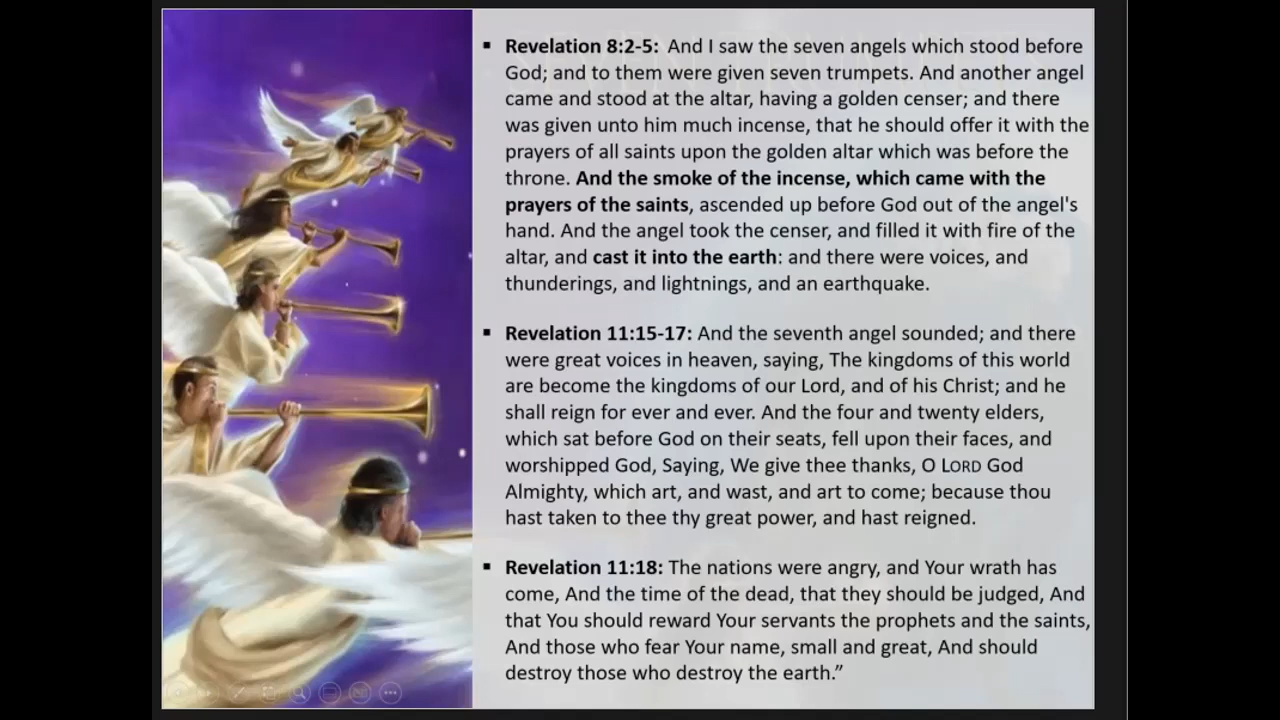 ▪ Revelation 8:2-5: And I saw the seven angels which stood before
God; and to them were given seven trumpets. And another angel
came and stood at the altar, having a golden censer; and there
was given unto him much incense, that he should offer it with the
prayers of all saints upon the golden altar which was before the
throne. And the smoke of the incense, which came with the
prayers of the saints, ascended up before God out of the angel's
hand. And the angel took the censer, and filled it with fire of the
altar, and cast it into the earth: and there were voices, and
thunderings, and lightnings, and an earthquake.
▪ Revelation 11:15-17: And the seventh angel sounded; and there
were great voices in heaven, saying, The kingdoms of this world
are become the kingdoms of our Lord, and of his Christ; and he
shall reign for ever and ever. And the four and twenty elders,
which sat before God on their seats, fell upon their faces, and
worshipped God, Saying, We give thee thanks, O LORD God
Almighty, which art, and wast, and art to come; because thou
hast taken to thee thy great power, and hast reigned.
▪ Revelation 11:18: The nations were angry, and Your wrath has
come, And the time of the dead, that they should be judged, And
that You should reward Your servants the prophets and the saints,
And those who fear Your name, small and great, And should
destroy those who destroy the earth.”